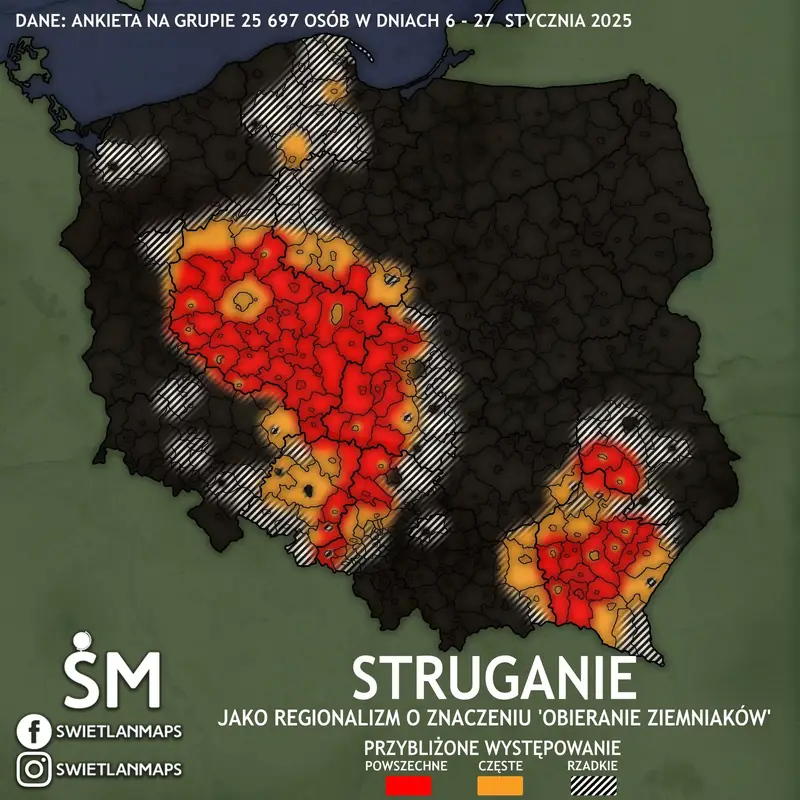 DANE: ANKIETA NA GRUPIE 25 697 OSÓB W DNIACH 6 - 27 STYCZNIA 2025
ŚM
SWIETLANMAPS
SWIETLANMAPS
STRUGANIE
JAKO REGIONALIZM O ZNACZENIU 'OBIERANIE ZIEMNIAKÓW'
PRZYBLIŻONE WYSTĘPOWANIE
POWSZECHNE CZĘSTE RZADKIE